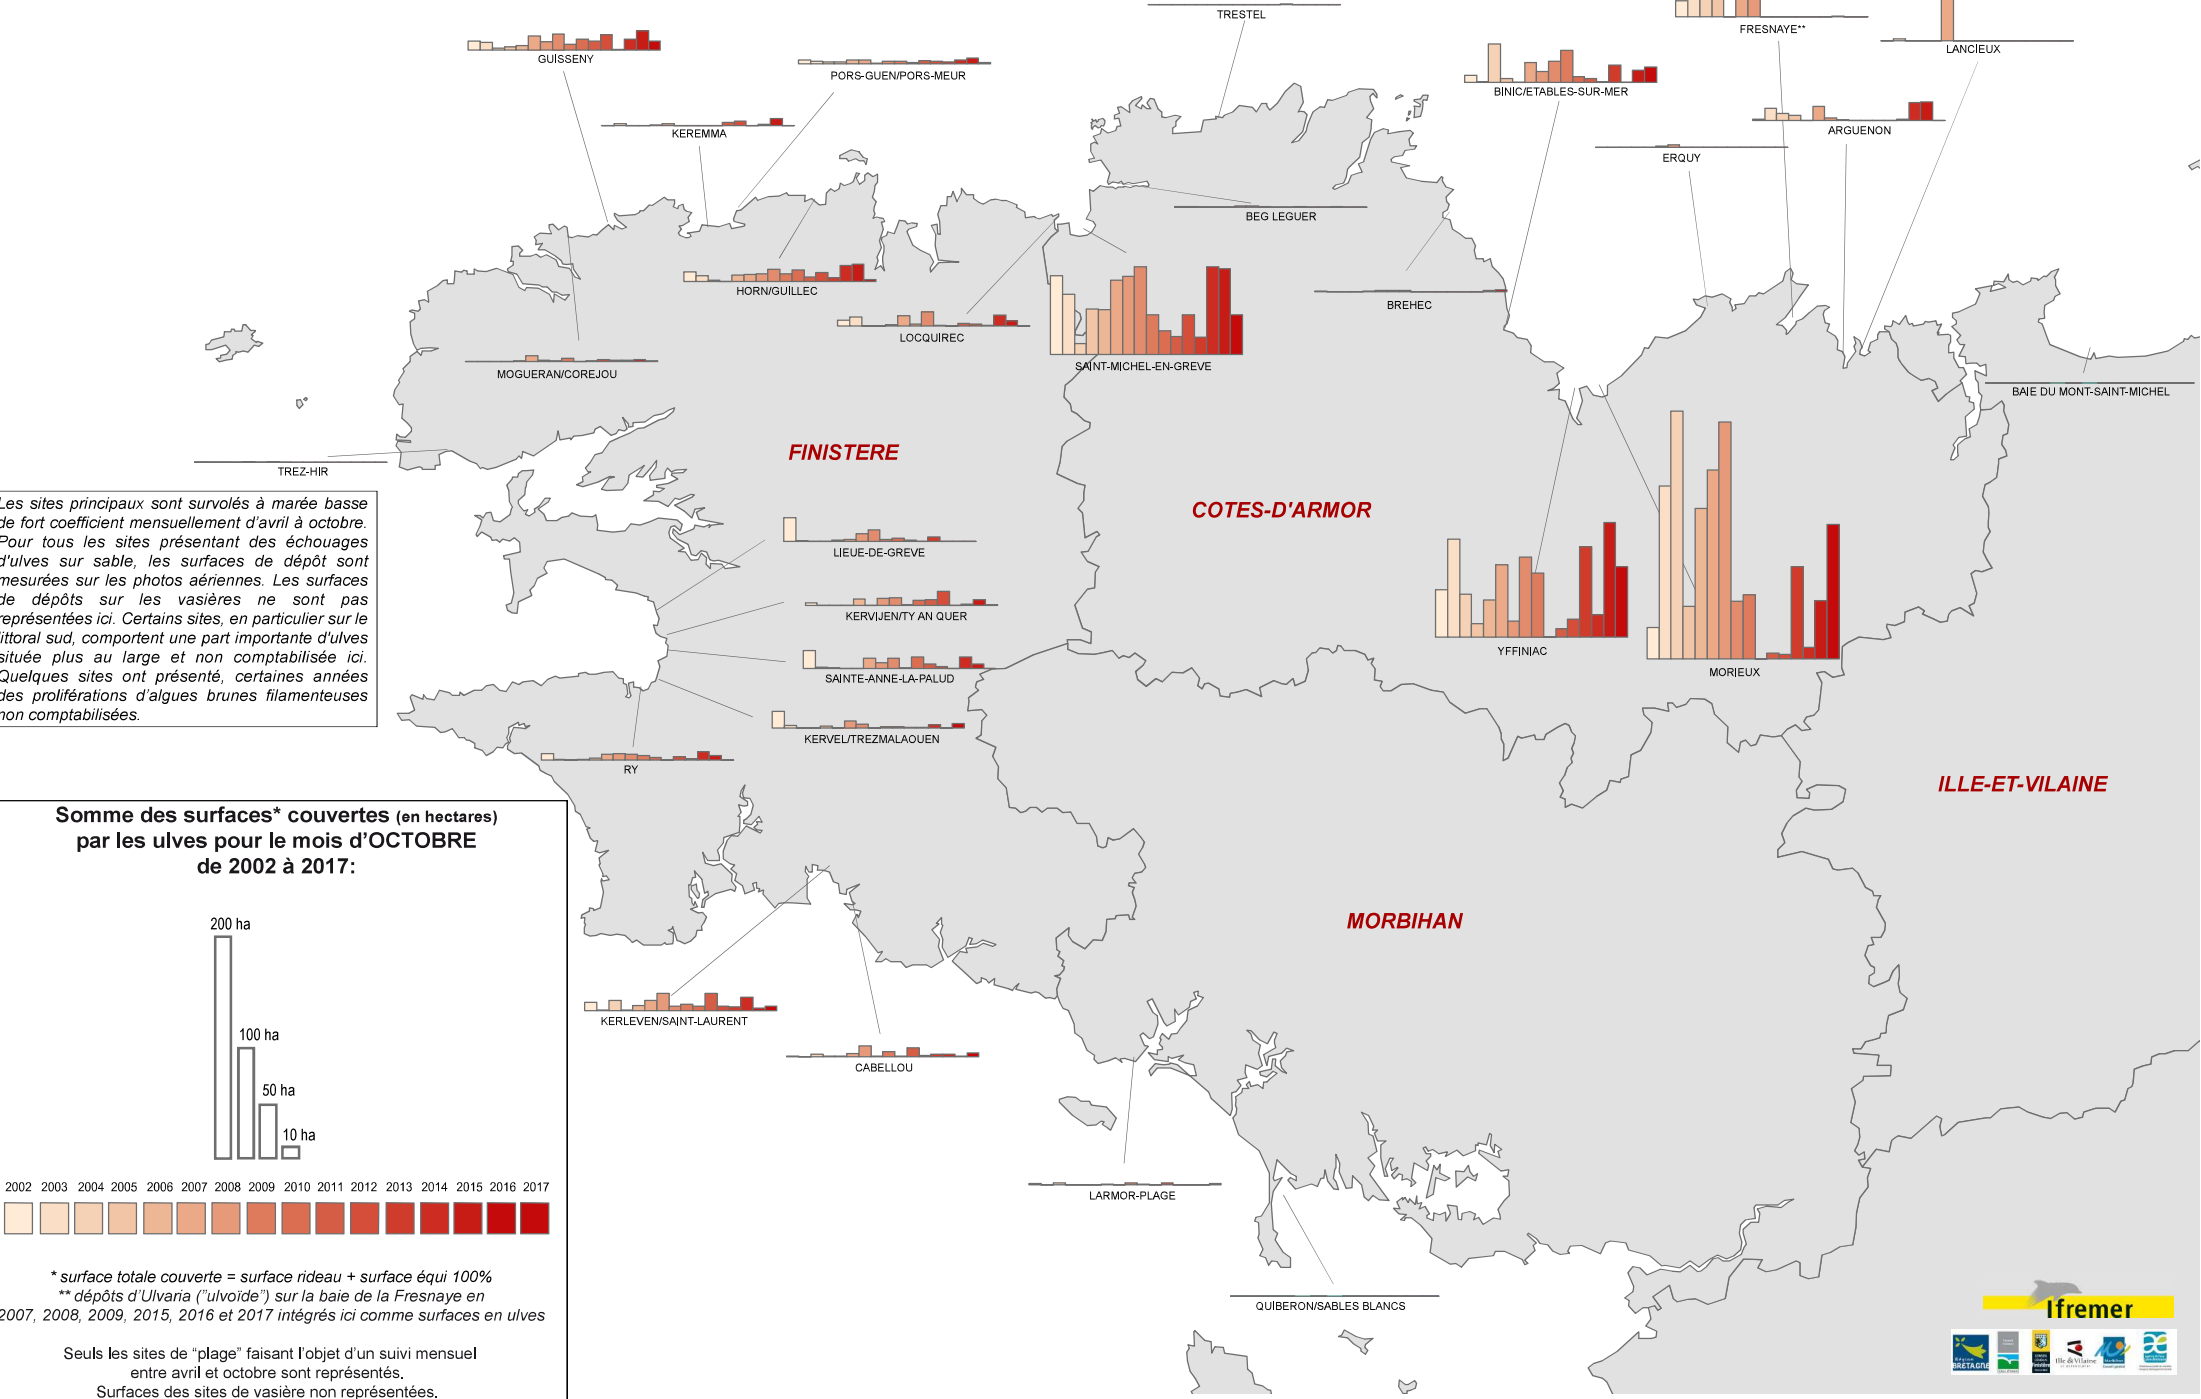 TRESTEL
FRESNAYE**
LANCIEUX
GUISSENY
PORS-GUEN/PORS-MEUR
BINIC/ETABLES-SUR-MER
KEREMMA
ARGUENON
ERQUY
BEG LEGUER
HORN/GUILLEC
BREHEC
LOCQUIREC
SAINT-MICHEL-EN-GREVE
MOGUERAN/COREJOU
BAIE DU MONT-SAINT-MICHEL
FINISTERE
TREZ-HIR
COTES-D'ARMOR
Les sites principaux sont survolés à marée basse
de fort coefficient mensuellement d'avril à octobre.
Pour tous les sites présentant des échouages
d'ulves sur sable, les surfaces de dépôt sont
mesurées sur les photos aériennes. Les surfaces
de dépôts sur les vasières ne sont pas
représentées ici. Certains sites, en particulier sur le
littoral sud, comportent une part importante d'ulves
située plus au large et non comptabilisée ici.
Quelques sites ont présenté, certaines années
des proliférations d'algues brunes filamenteuses
non comptabilisées.
LIEUE-DE-GREVE
KERVIJEN/TY AN QUER
YFFINIAC
SAINTE-ANNE-LA-PALUD
MORIEUX
KERVEL/TREZMALAOUEN
RY
ILLE-ET-VILAINE
MORBIHAN
Somme des surfaces* couvertes (en hectares)
par les ulves pour le mois d'OCTOBRE
de 2002 à 2017:
200 ha
100 ha
50 ha
10 ha
2002 2003 2004 2005 2006 2007 2008 2009 2010 2011 2012 2013 2014 2015 2016 2017
* surface totale couverte = surface rideau + surface équi 100%
** dépôts d'Ulvaria ("ulvoïde") sur la baie de la Fresnaye en
2007, 2008, 2009, 2015, 2016 et 2017 intégrés ici comme surfaces en ulves
Seuls les sites de "plage" faisant l'objet d'un suivi mensuel
entre avril et octobre sont représentés.
Surfaces des sites de vasière non représentées.
KERLEVEN/SAINT-LAURENT
CABELLOU
LARMOR-PLAGE
QUIBERON/SABLES BLANCS
Ifremer
BRETAGNE
Ille & Vilaine